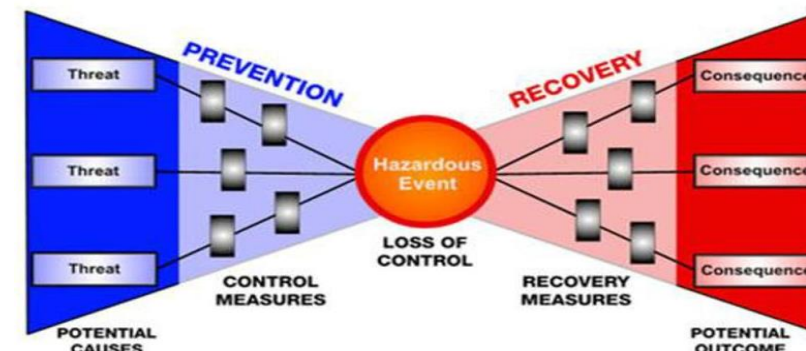 PREVENTION
RECOVERY
Threat
Consequence
Threat
Hazardous
Event
Consequence
Threat
LOSS OF
CONTROL
Consequence
CONTROL
MEASURES
RECOVERY
MEASURES
POTENTIAL
CAUSES
POTENTIAL
OUTCOME